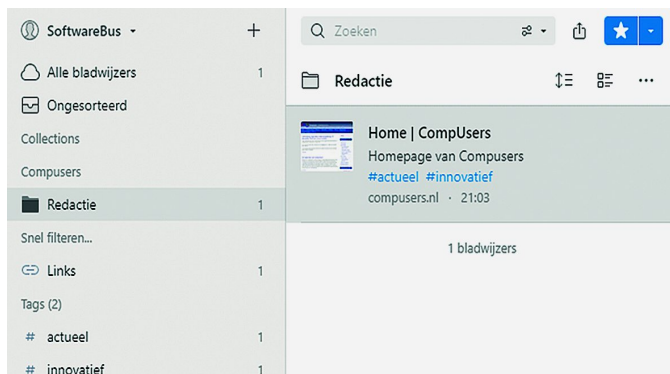 SoftwareBus
Alle bladwijzers 1
Ongesorteerd
Collections
Compusers
Redactie 1
Snel filteren...
Links 1
Tags (2)
# actueel 1
# innovatief 1
Zoeken
Redactie
Home | CompUsers
Homepage van Compusers
#actueel #innovatief
compusers.nl · 21:03
1 bladwijzers